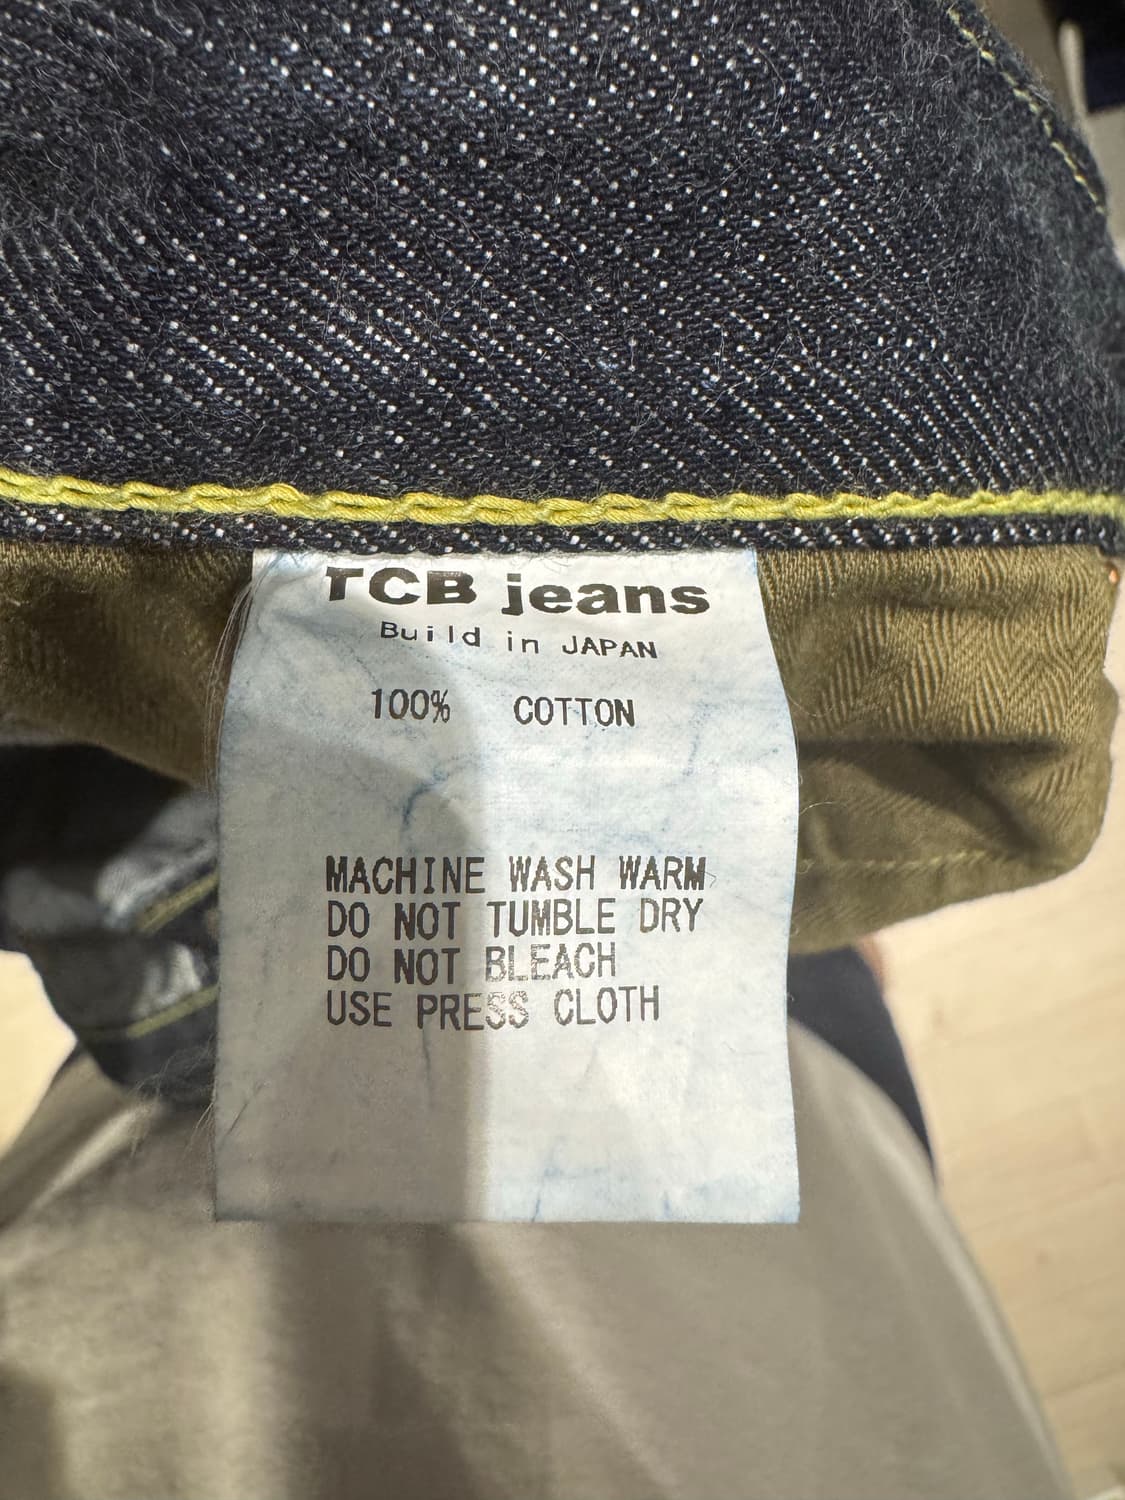 TCB jeans
Build in JAPAN
100% COTTON
MACHINE WASH WARM
DO NOT TUMBLE DRY
DO NOT BLEACH
USE PRESS CLOTH